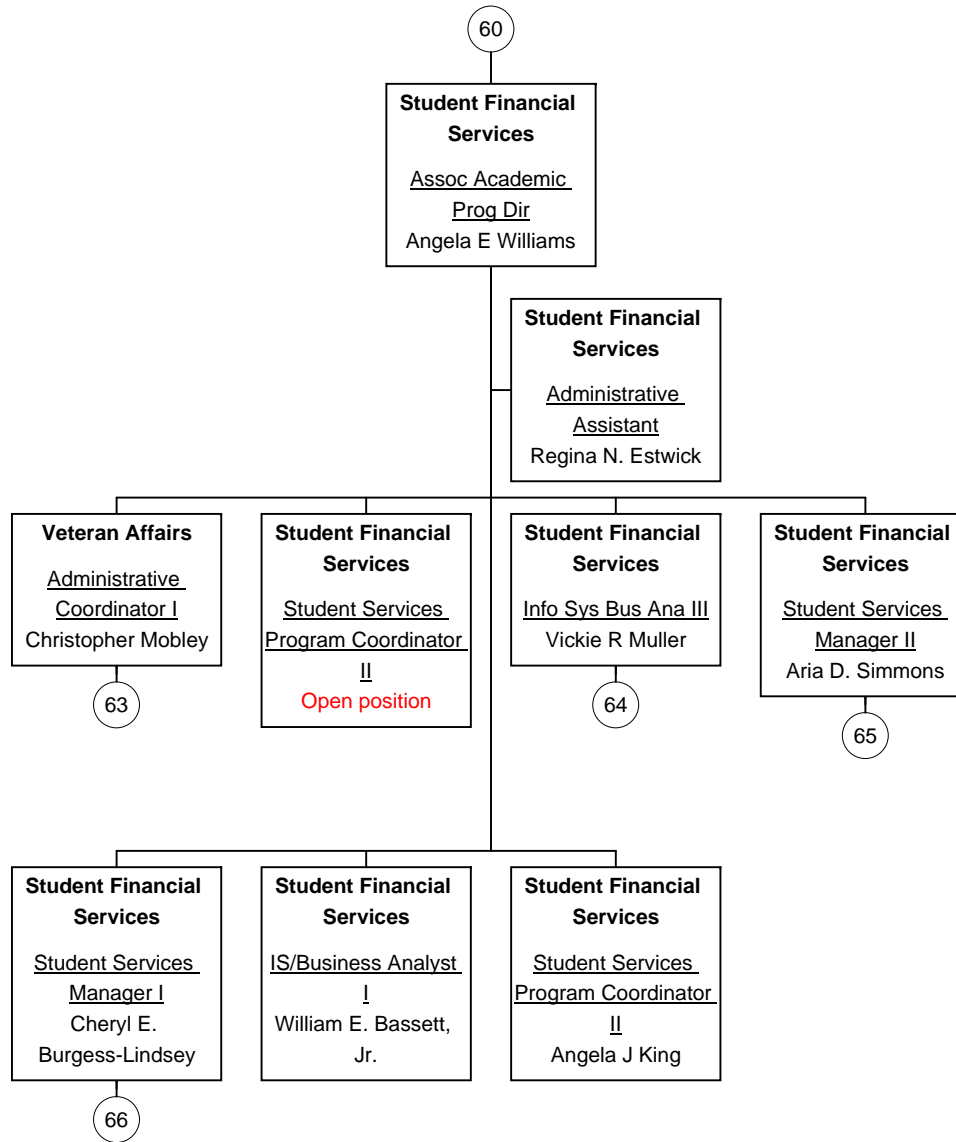 60
Student Financial
Services
Assoc Academic
Prog Dir
Angela E Williams
Student Financial
Services
Administrative
Assistant
Regina N. Estwick
Veteran Affairs
Administrative
Coordinator I
Christopher Mobley
63
Student Financial
Services
Student Services
Program Coordinator
II
Open position
Student Financial
Services
Info Sys Bus Ana III
Vickie R Muller
64
Student Financial
Services
Student Services
Manager II
Aria D. Simmons
65
Student Financial
Services
Student Services
Manager I
Cheryl E.
Burgess-Lindsey
66
Student Financial
Services
IS/Business Analyst
I
William E. Bassett,
Jr.
Student Financial
Services
Student Services
Program Coordinator
II
Angela J King